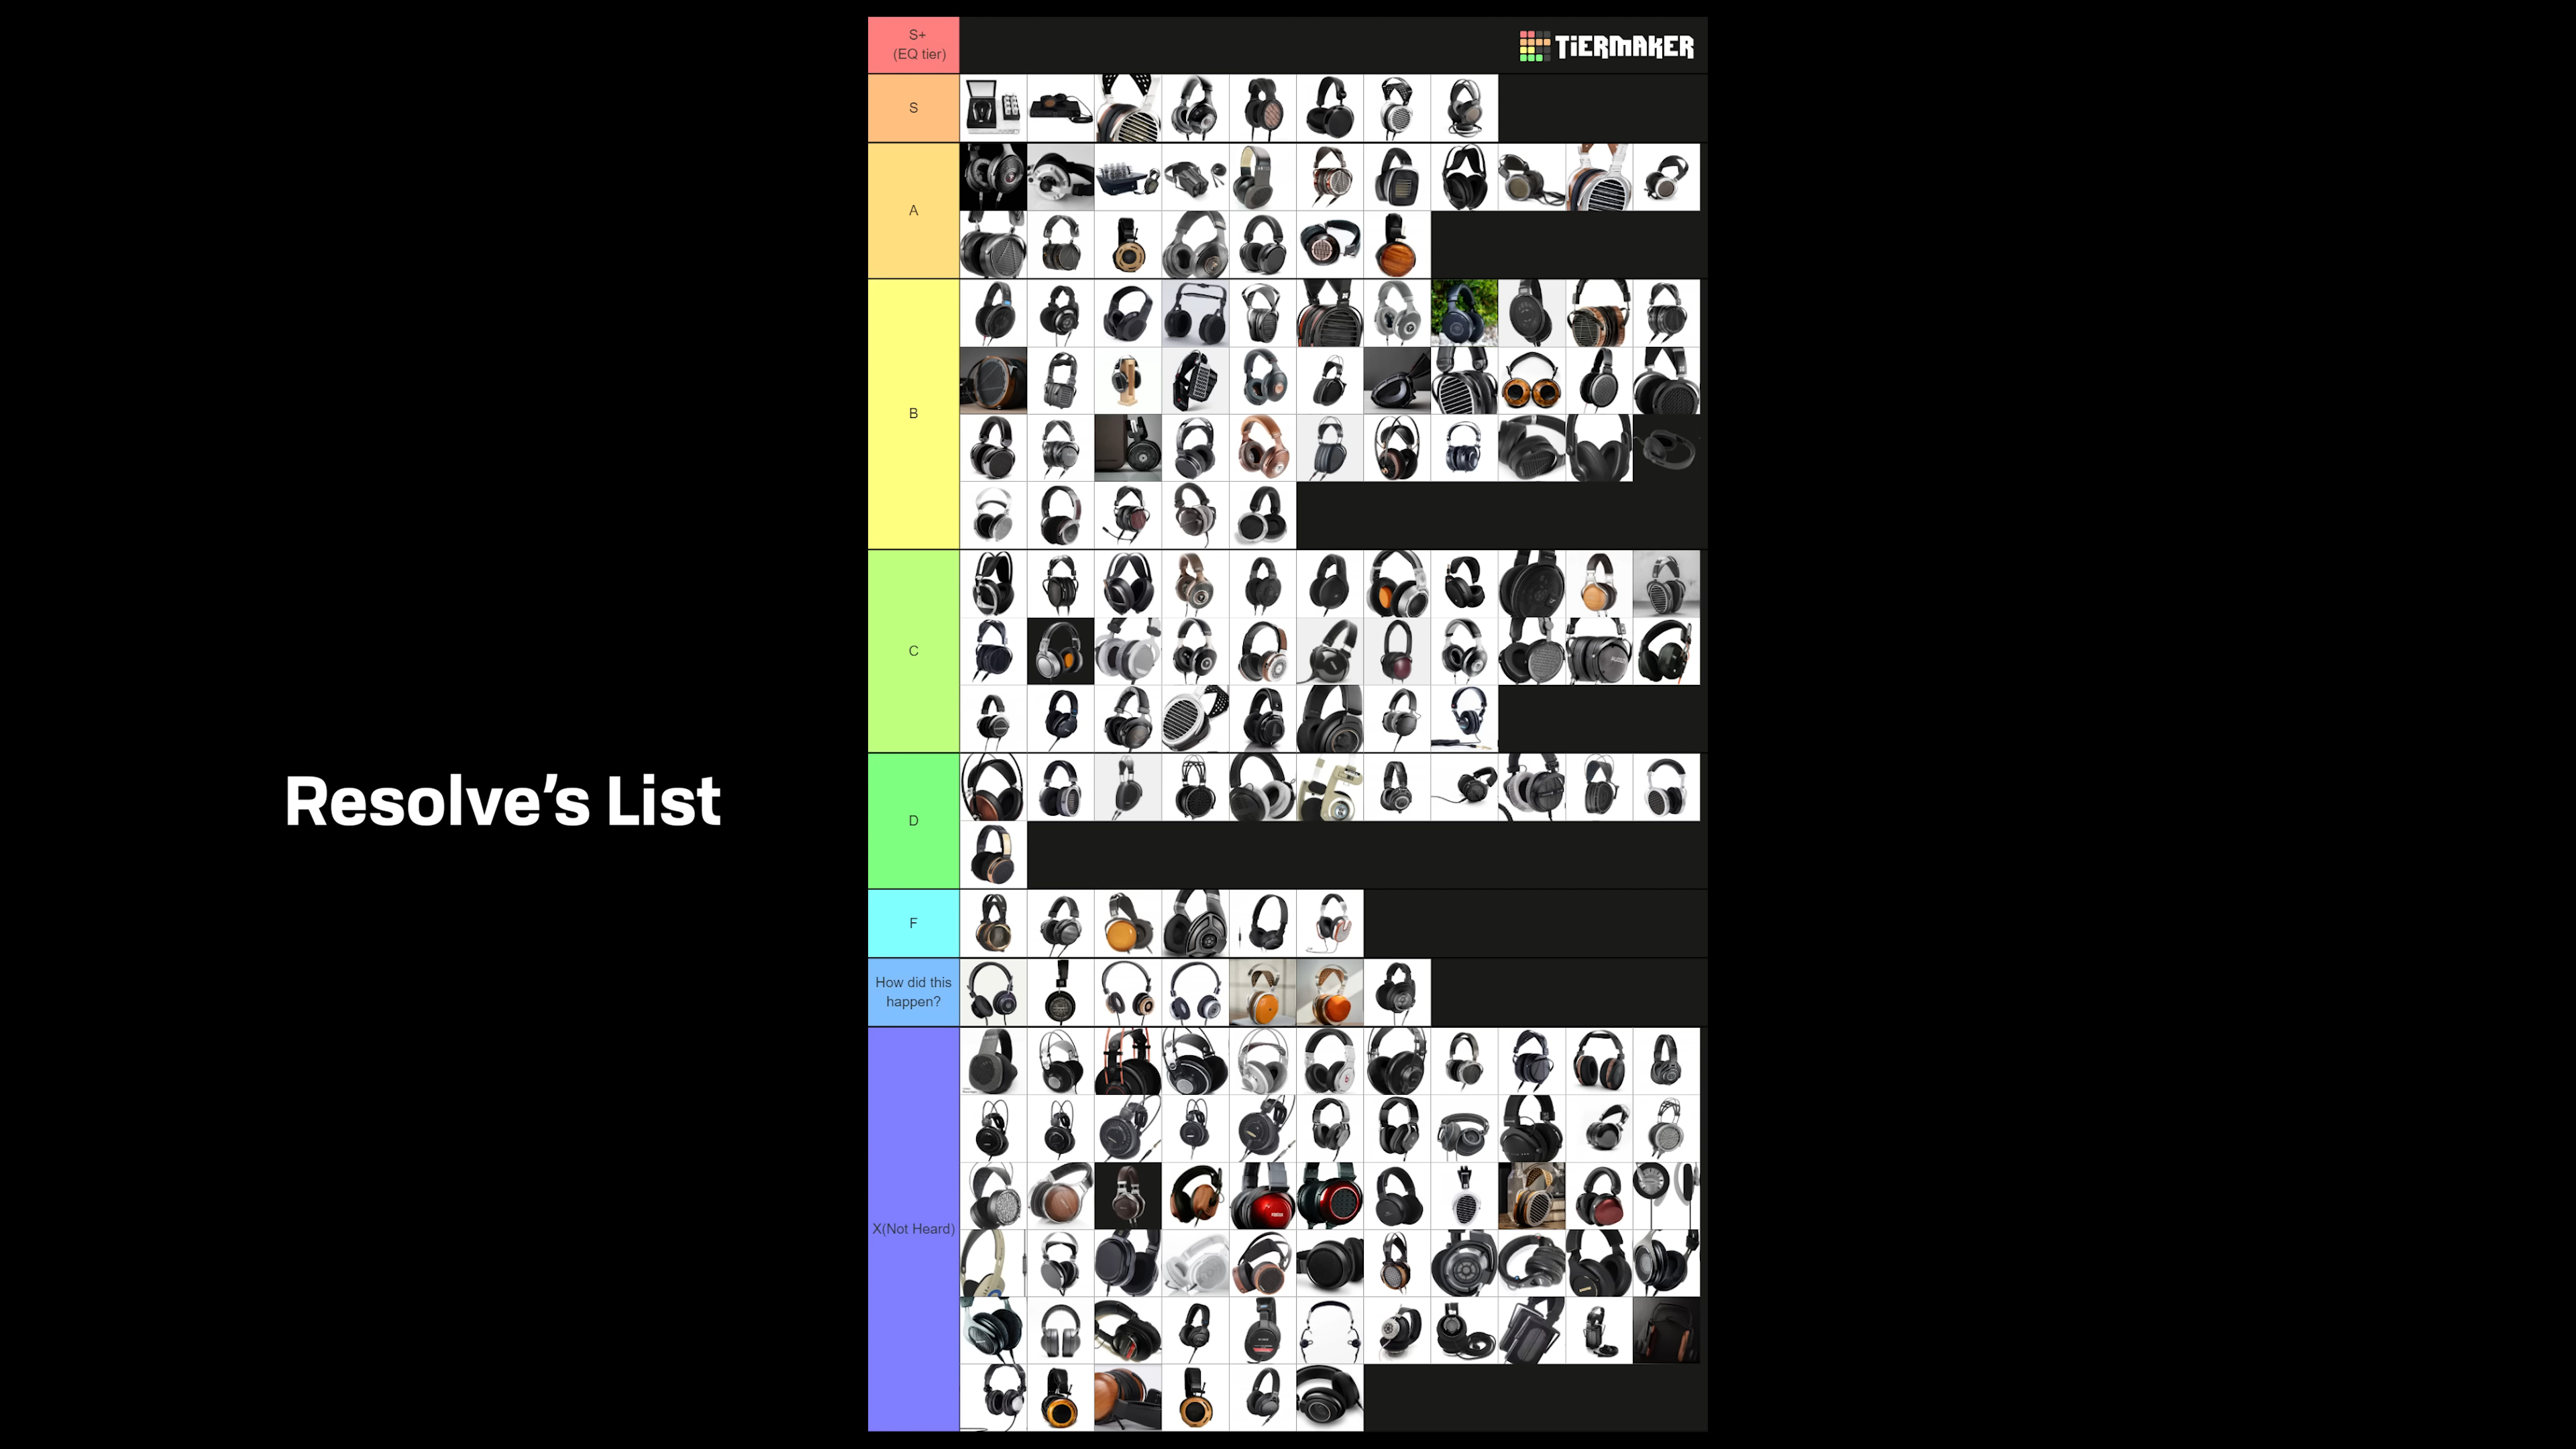 S+
(EQ tier)
TiERMAKER
S
A
B
Resolve's List
C
D
F
How did this
happen?
X(Not Heard)